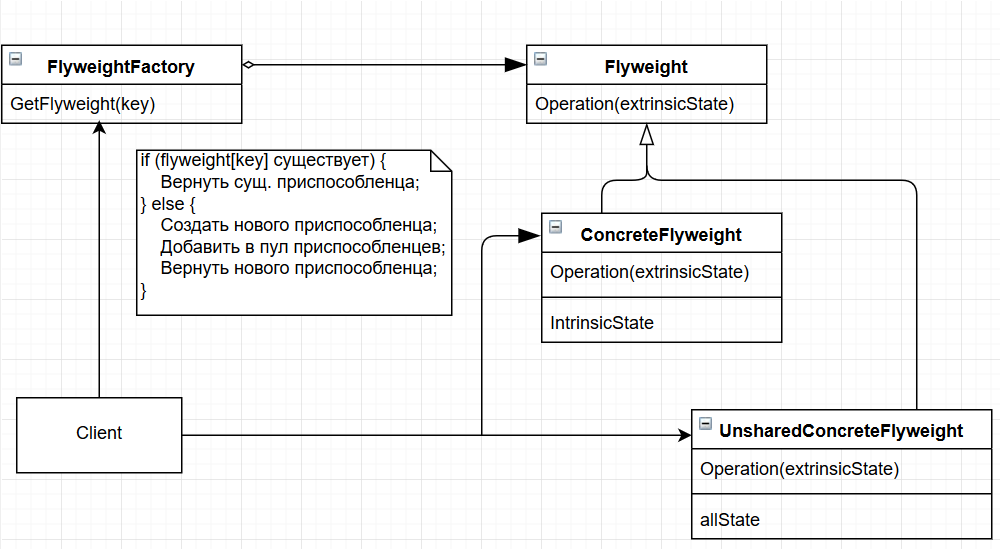 FlyweightFactory
GetFlyweight(key)
Flyweight
Operation(extrinsicState)
if (flyweight[key] существует) {
Вернуть сущ. приспособленца;
} else {
Создать нового приспособленца;
Добавить в пул приспособленцев;
Вернуть нового приспособленца;
}
ConcreteFlyweight
Operation(extrinsicState)
IntrinsicState
Client
UnsharedConcreteFlyweight
Operation(extrinsicState)
allState